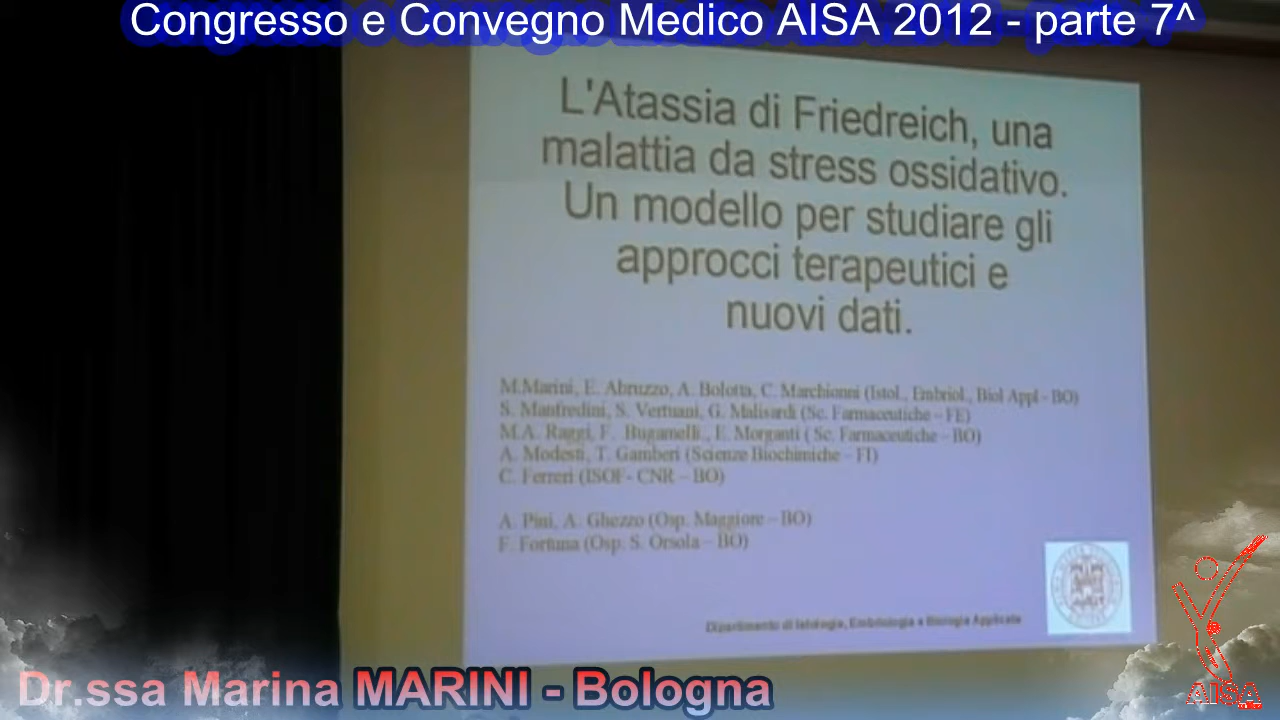 Congresso e Convegno Medico AISA 2012 - parte 7^
L'Atassia di Friedreich, una
malattia da stress ossidativo.
Un modello per studiare gli
approcci terapeutici e
nuovi dati.
M.Marini, E. Abruzzo, A. Bolotta, C. Marchionni (Istol., Embriol., Biol Appl - BO)
S. Manfredini, S. Vertuani, G. Malisardi (Sc. Farmaceutiche – FE)
M.A. Raggi, F. Bugamelli, E. Morganti ( Sc. Farmaceutiche – BO)
A. Modesti, T. Gamberi (Scienze Biochimiche – FI)
C. Ferreri (ISOF- CNR – BO)
A. Pini, A. Ghezzo (Osp. Maggiore – BO)
F. Fortuna (Osp. S. Orsola – BO)
Dipartimento di Istologia, Embriologia e Biologia Applicata
Dr.ssa Marina MARINI - Bologna
AISA